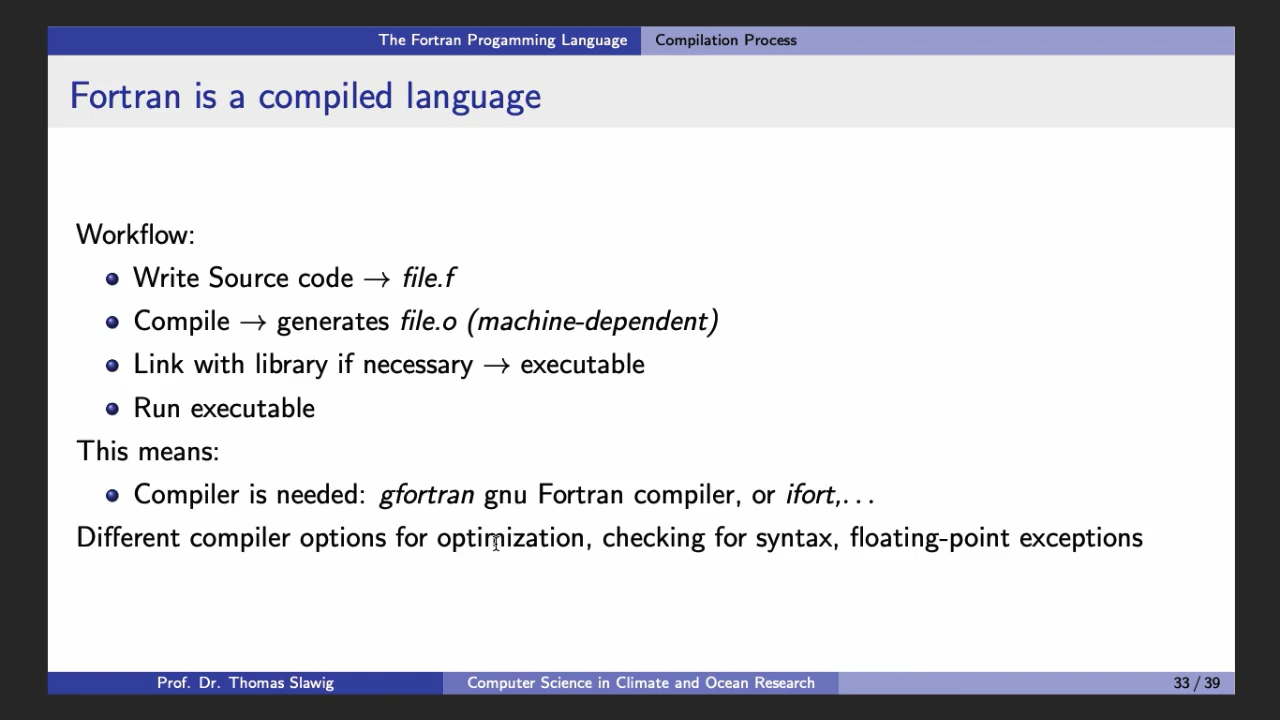 The Fortran Progamming Language Compilation Process
Fortran is a compiled language
Workflow:
Write Source code → file.f
Compile → generates file.o (machine-dependent)
Link with library if necessary → executable
Run executable
This means:
Compiler is needed: gfortran gnu Fortran compiler, or ifort,...
Different compiler options for optimization, checking for syntax, floating-point exceptions
Prof. Dr. Thomas Slawig Computer Science in Climate and Ocean Research 33 / 39